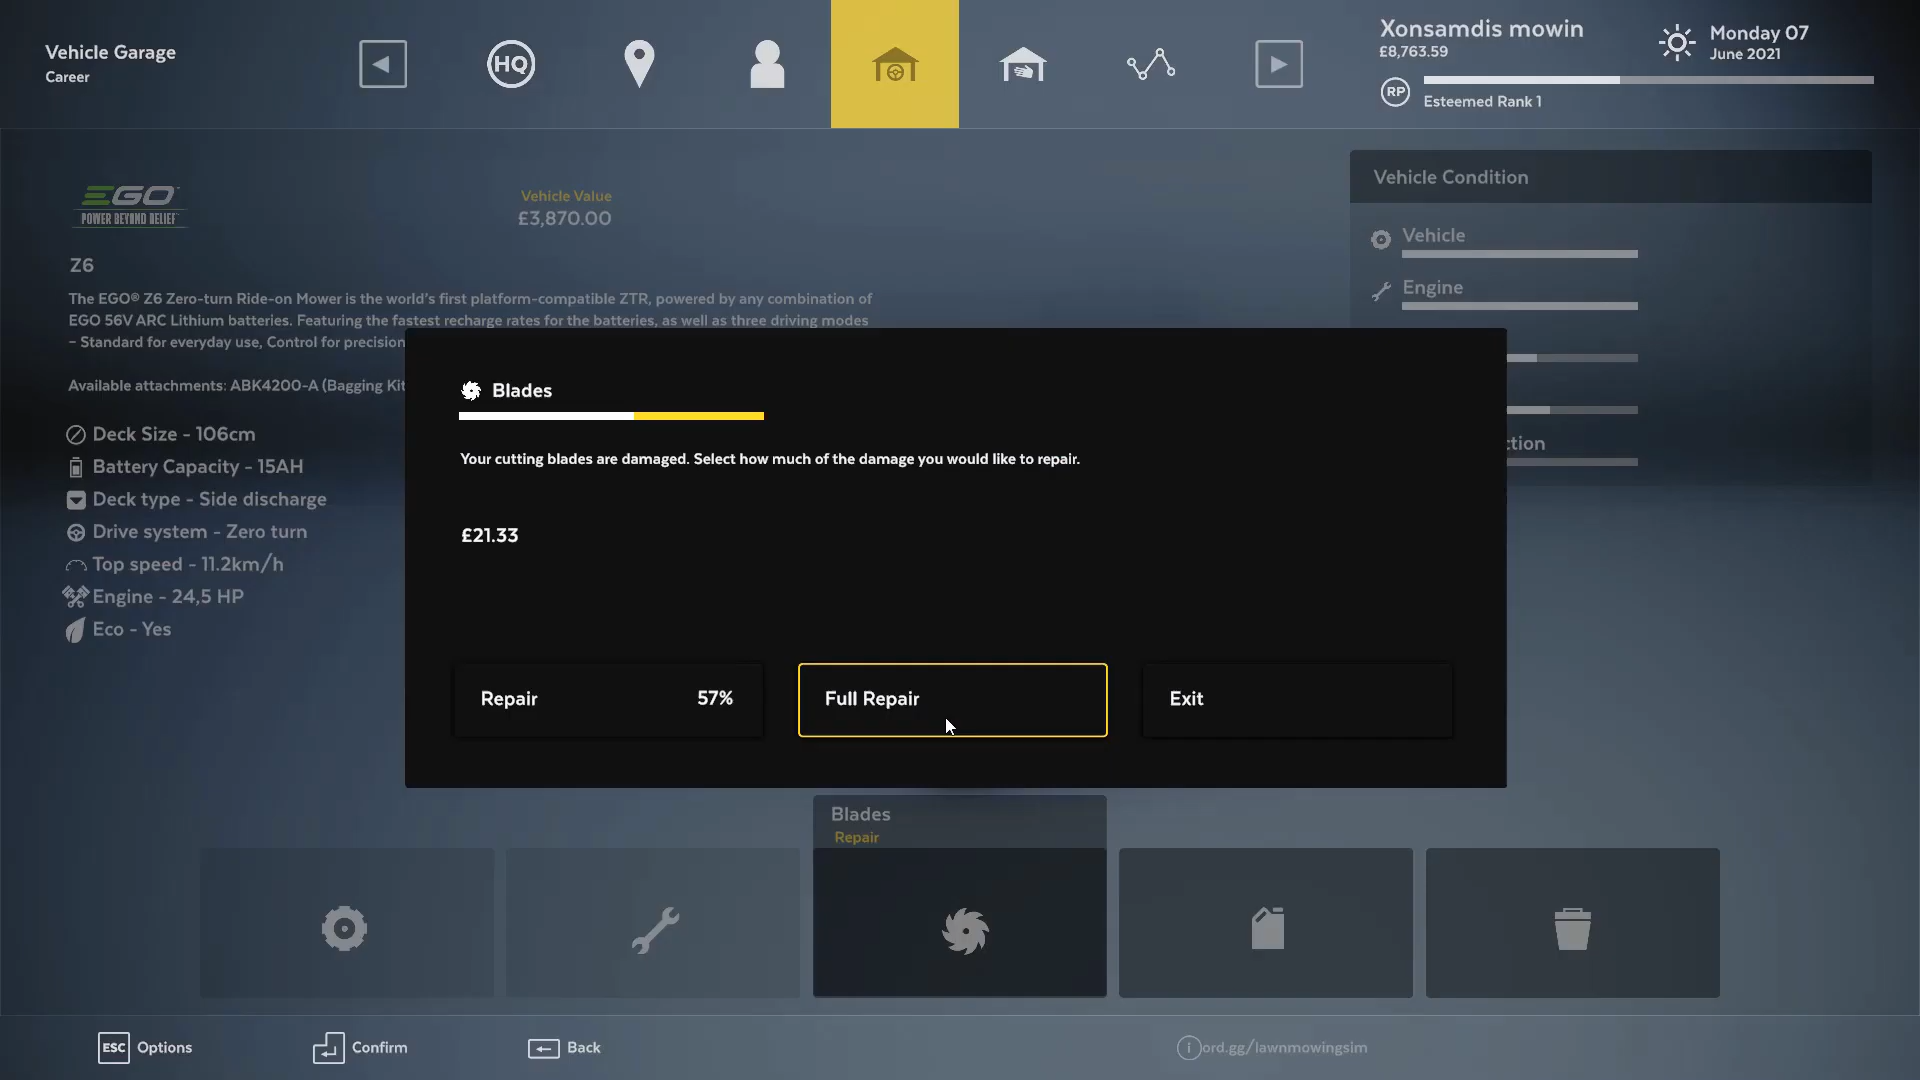 Vehicle Garage
Career
HQ
Xonsamdis mowin
£8,763.59
Monday 07
June 2021
RP
Esteemed Rank 1
EGO
POWER BEYOND BELIEF
Vehicle Value
£3,870.00
Vehicle Condition
Vehicle
Engine
Z6
The EGO® Z6 Zero-turn Ride-on Mower is the world's first platform-compatible ZTR, powered by any combination of
EGO 56V ARC Lithium batteries. Featuring the fastest recharge rates for the batteries, as well as three driving modes
– Standard for everyday use, Control for precision
Available attachments: ABK4200-A (Bagging Kit
Deck Size - 106cm
Battery Capacity - 15AH
Deck type - Side discharge
Drive system - Zero turn
Top speed - 11.2km/h
Engine - 24,5 HP
Eco - Yes
ction
Blades
Your cutting blades are damaged. Select how much of the damage you would like to repair.
£21.33
Repair 57%
Full Repair
Exit
Blades
Repair
ESC Options
Confirm
Back
ord.gg/lawnmowingsim